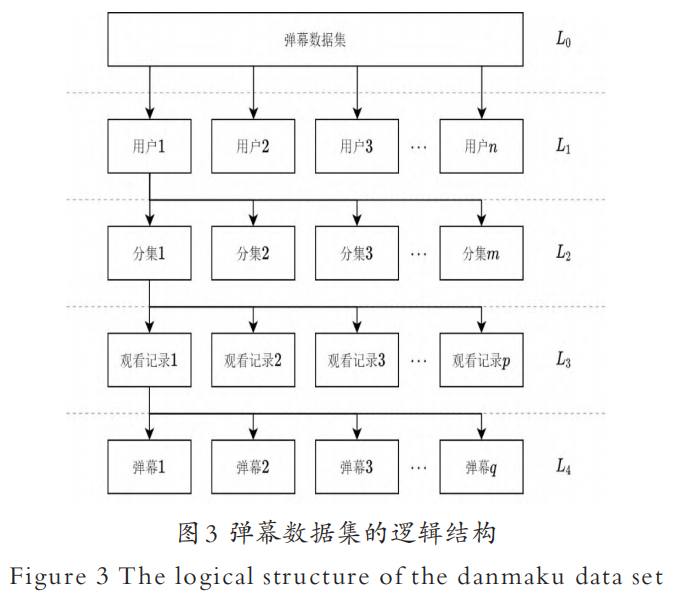 弹幕数据集 L₀
用户1 用户2 用户3 … 用户n L₁
分集1 分集2 分集3 … 分集m L₂
观看记录1 观看记录2 观看记录3 … 观看记录p L₃
弹幕1 弹幕2 弹幕3 … 弹幕q L₄
图3 弹幕数据集的逻辑结构
Figure 3 The logical structure of the danmaku data set